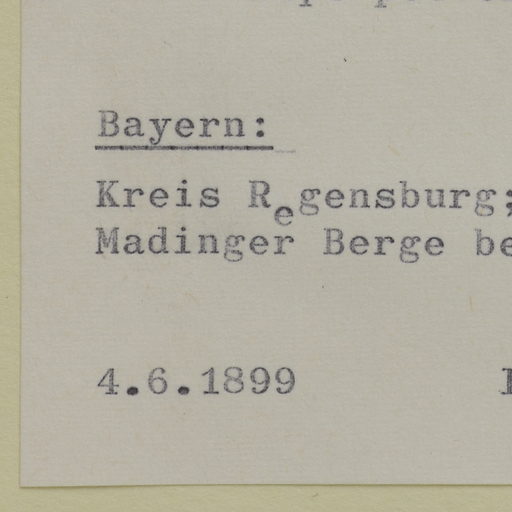 Bayern:
Kreis Regensburg;
Madinger Berge be
4.6.1899